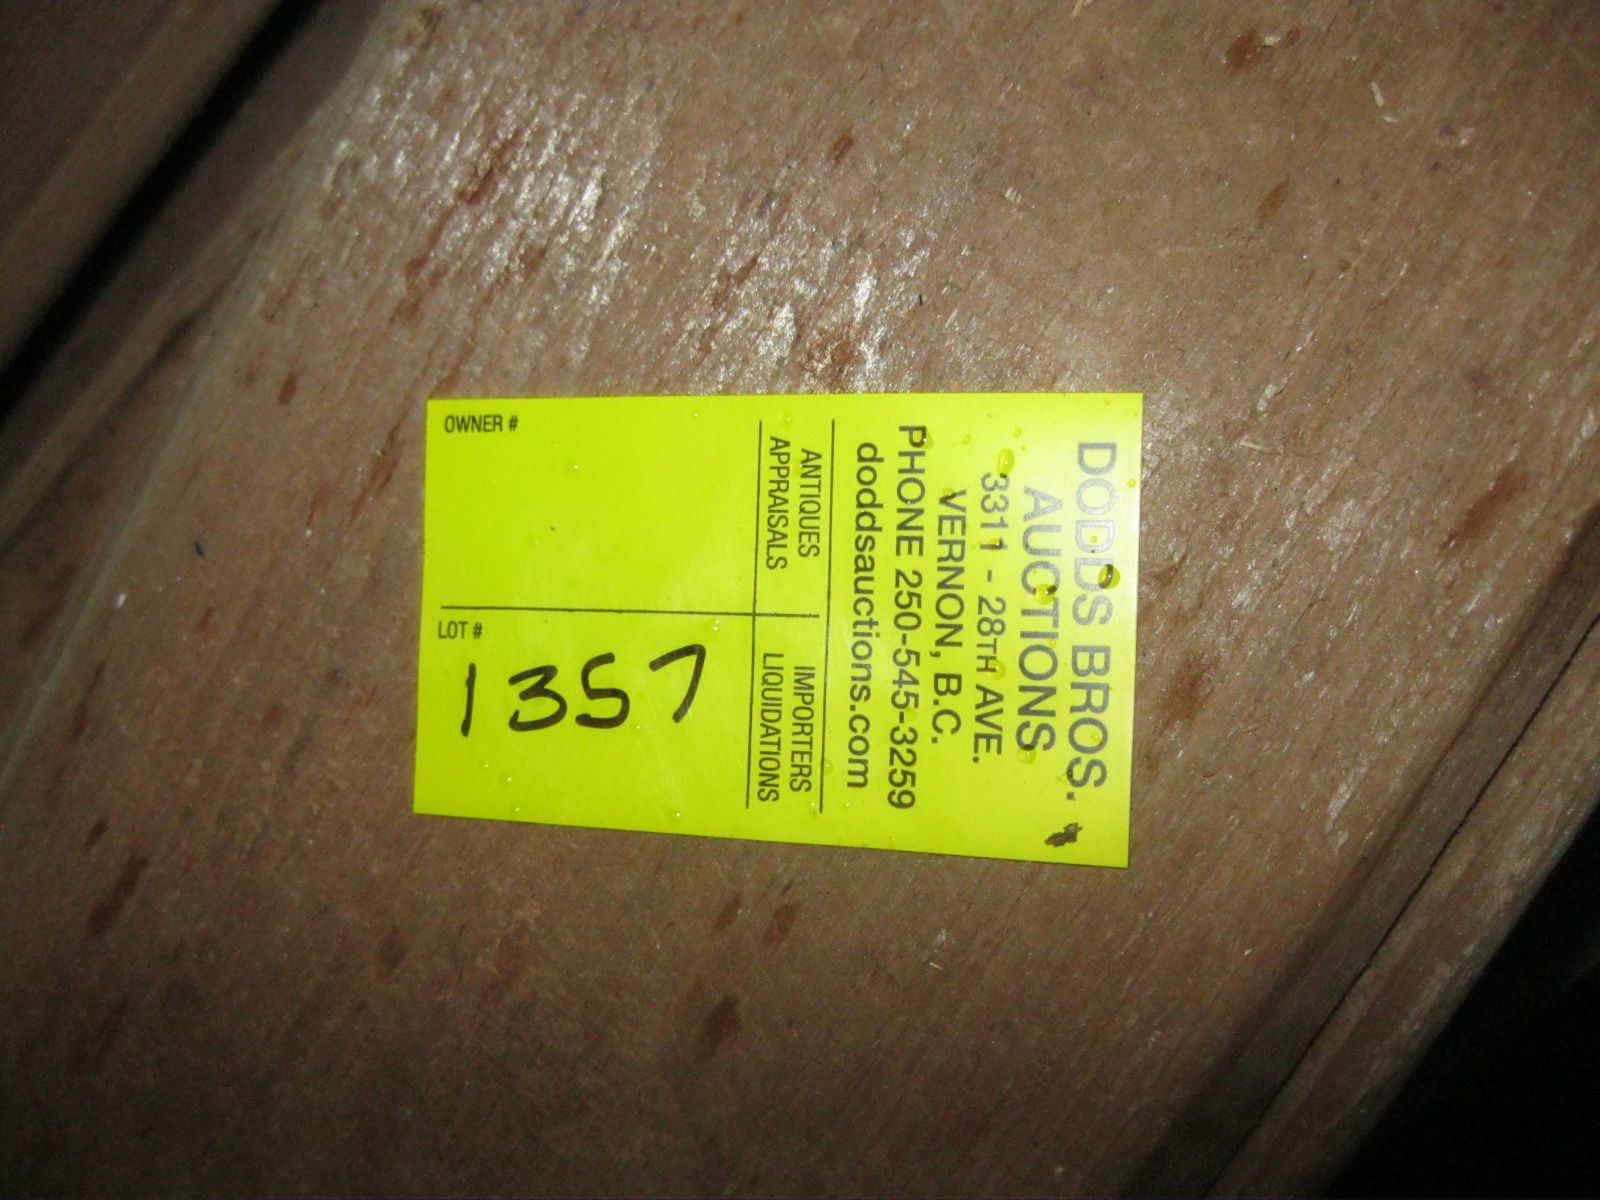 DODDS BROS.
AUCTIONS
3311 - 28TH AVE.
VERNON, B.C.
PHONE 250-545-3259
doddsauctions.com
ANTIQUES
APPRAISALS
IMPORTERS
LIQUIDATIONS
OWNER #
LOT #
1357